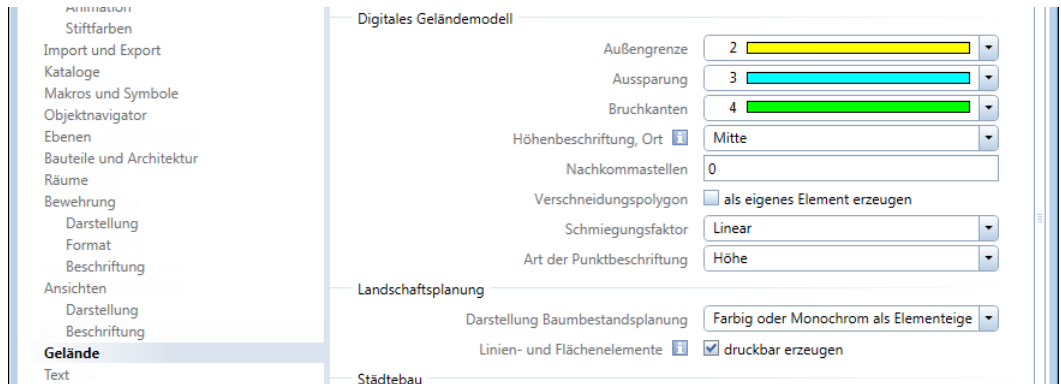 Animation
Stiftfarben
Import und Export
Kataloge
Makros und Symbole
Objektnavigator
Ebenen
Bauteile und Architektur
Räume
Bewehrung
Darstellung
Format
Beschriftung
Ansichten
Darstellung
Beschriftung
Gelände
Text
Digitales Geländemodell
Außengrenze 2
Aussparung 3
Bruchkanten 4
Höhenbeschriftung, Ort Mitte
Nachkommastellen 0
Verschneidungspolygon als eigenes Element erzeugen
Schmiegungsfaktor Linear
Art der Punktbeschriftung Höhe
Landschaftsplanung
Darstellung Baumbestandsplanung Farbig oder Monochrom als Elementeige
Linien- und Flächenelemente druckbar erzeugen
Städtebau